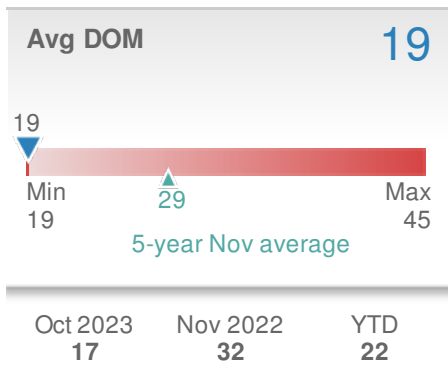 Avg DOM 19
19
Min Max
19 29 45
5-year Nov average
Oct 2023 Nov 2022 YTD
17 32 22